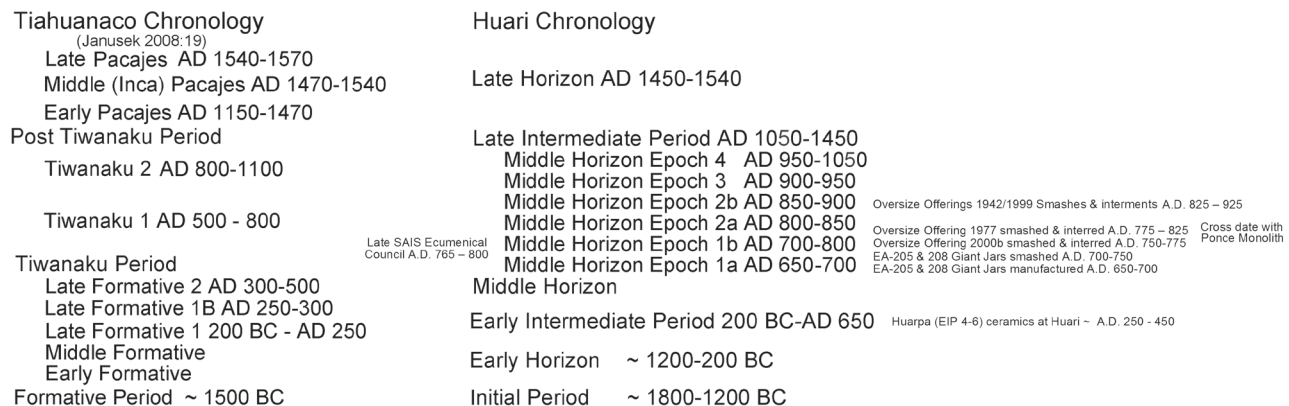 Tiahuanaco Chronology
(Janusek 2008:19)
Late Pacajes AD 1540-1570
Middle (Inca) Pacajes AD 1470-1540
Early Pacajes AD 1150-1470
Post Tiwanaku Period
Tiwanaku 2 AD 800-1100
Tiwanaku 1 AD 500 - 800
Tiwanaku Period
Late Formative 2 AD 300-500
Late Formative 1B AD 250-300
Late Formative 1 200 BC - AD 250
Middle Formative
Early Formative
Formative Period ~ 1500 BC
Late SAIS Ecumenical
Council A.D. 765 – 800
Huari Chronology
Late Horizon AD 1450-1540
Late Intermediate Period AD 1050-1450
Middle Horizon Epoch 4 AD 950-1050
Middle Horizon Epoch 3 AD 900-950
Middle Horizon Epoch 2b AD 850-900
Middle Horizon Epoch 2a AD 800-850
Middle Horizon Epoch 1b AD 700-800
Middle Horizon Epoch 1a AD 650-700
Middle Horizon
Early Intermediate Period 200 BC-AD 650
Early Horizon ~ 1200-200 BC
Initial Period ~ 1800-1200 BC
Oversize Offerings 1942/1999 Smashes & interments A.D. 825 – 925
Oversize Offering 1977 smashed & interred A.D. 775 – 825
Oversize Offering 2000b smashed & interred A.D. 750-775
EA-205 & 208 Giant Jars smashed A.D. 700-750
EA-205 & 208 Giant Jars manufactured A.D. 650-700
Cross date with
Ponce Monolith
Huarpa (EIP 4-6) ceramics at Huari ~ A.D. 250 - 450